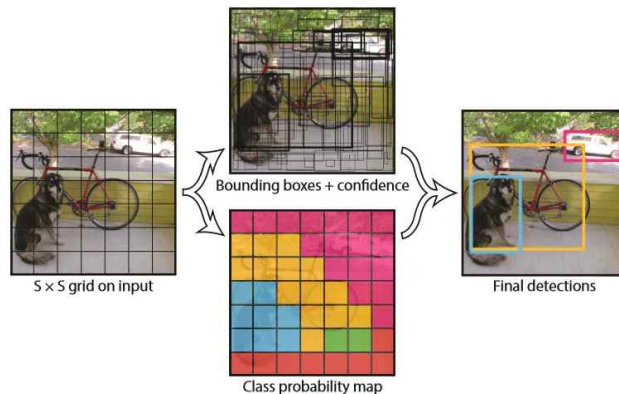 Bounding boxes + confidence
S × S grid on input
Final detections
Class probability map